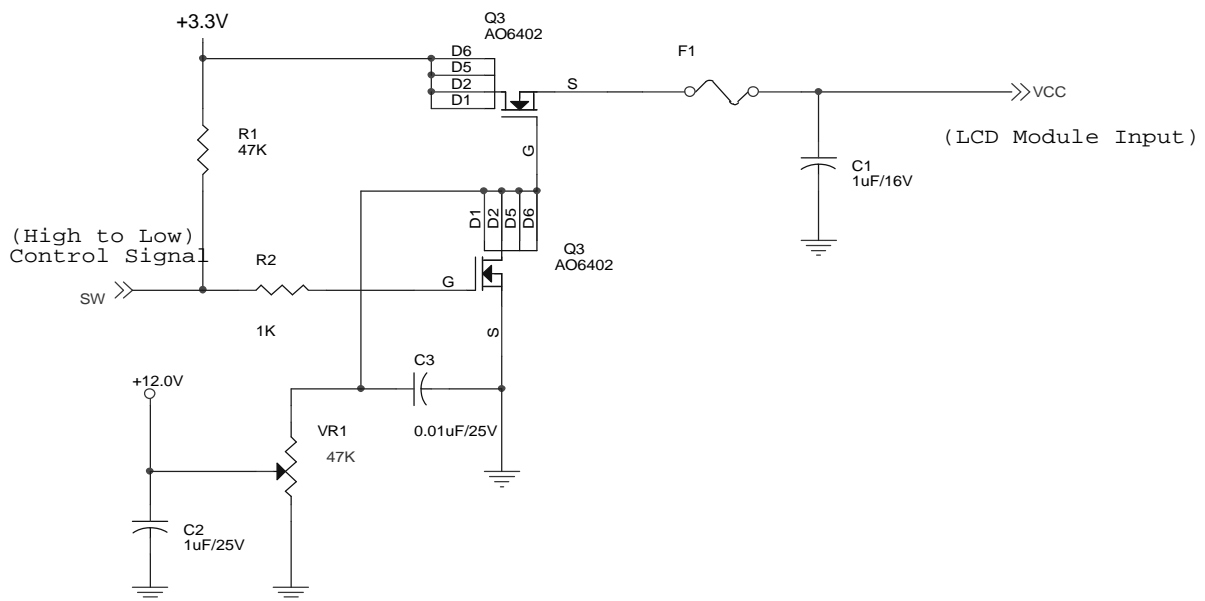 +3.3V
Q3
AO6402
D6
D5
D2
D1
S
G
F1
VCC
(LCD Module Input)
R1
47K
C1
1uF/16V
D1
D2
D5
D6
Q3
AO6402
(High to Low)
Control Signal
SW
R2
1K
G
S
C3
0.01uF/25V
+12.0V
VR1
47K
C2
1uF/25V